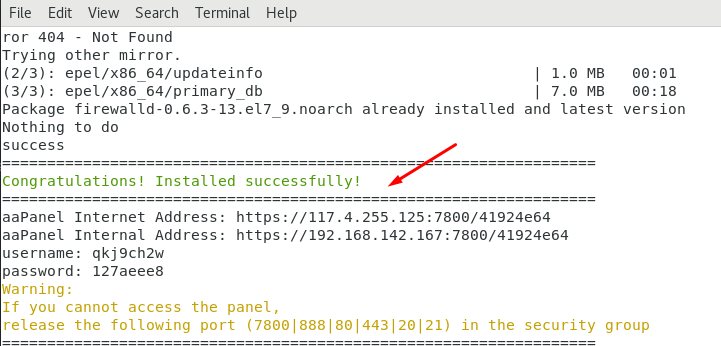 File Edit View Search Terminal Help
ror 404 - Not Found
Trying other mirror.
(2/3): epel/x86_64/updateinfo | 1.0 MB 00:01
(3/3): epel/x86_64/primary_db | 7.0 MB 00:18
Package firewalld-0.6.3-13.el7_9.noarch already installed and latest version
Nothing to do
success
==================================================================
Congratulations! Installed successfully!
==================================================================
aaPanel Internet Address: https://117.4.255.125:7800/41924e64
aaPanel Internal Address: https://192.168.142.167:7800/41924e64
username: qkj9ch2w
password: 127aeee8
Warning:
If you cannot access the panel,
release the following port (7800|888|80|443|20|21) in the security group
==================================================================